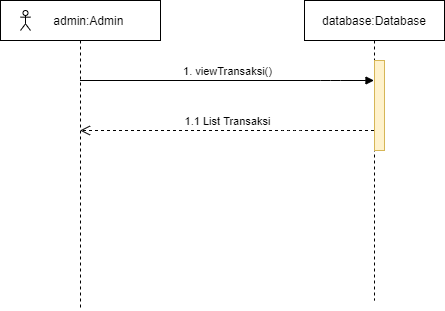 admin:Admin
database:Database
1. viewTransaksi()
1.1 List Transaksi